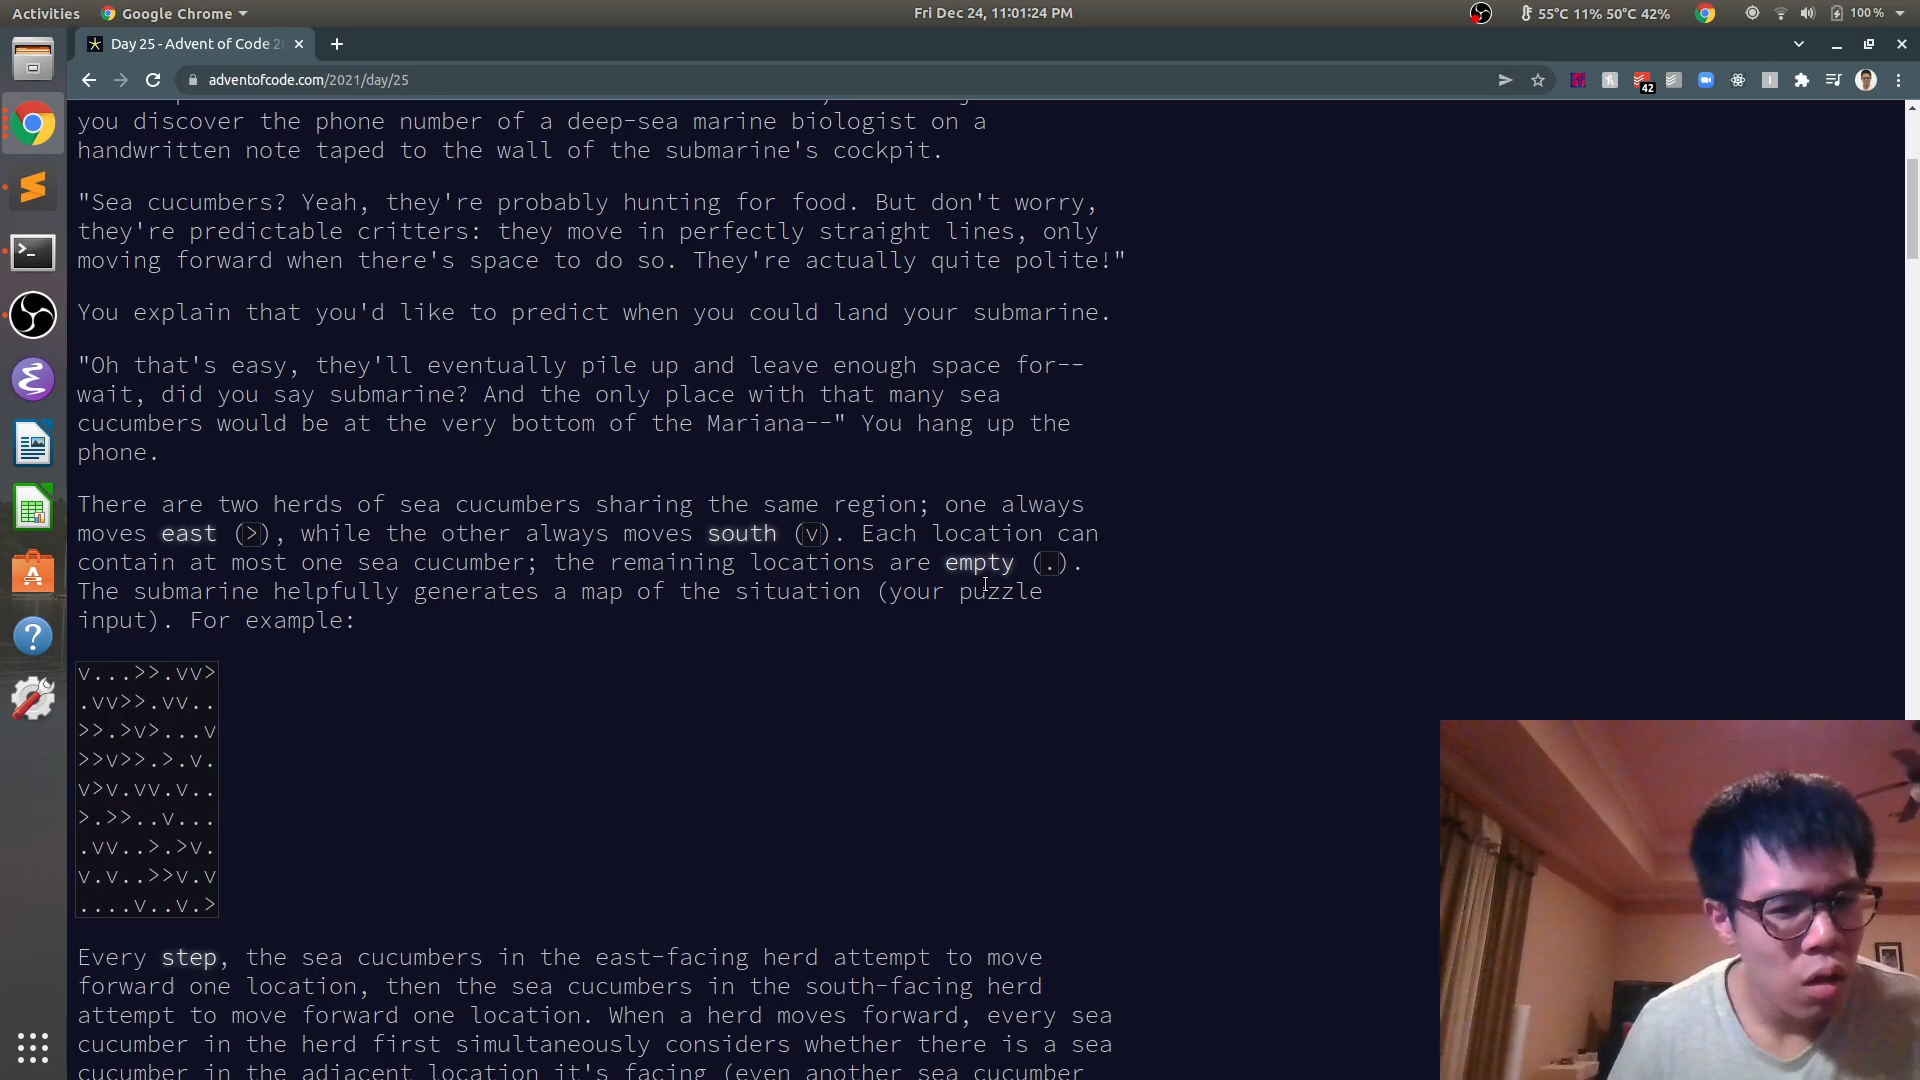 Activities
Google Chrome
Fri Dec 24, 11:01:24 PM
55°C 11% 50°C 42%
100 %
Day 25 - Advent of Code 20
adventofcode.com/2021/day/25
42
you discover the phone number of a deep-sea marine biologist on a
handwritten note taped to the wall of the submarine's cockpit.
"Sea cucumbers? Yeah, they're probably hunting for food. But don't worry,
they're predictable critters: they move in perfectly straight lines, only
moving forward when there's space to do so. They're actually quite polite!"
You explain that you'd like to predict when you could land your submarine.
"Oh that's easy, they'll eventually pile up and leave enough space for--
wait, did you say submarine? And the only place with that many sea
cucumbers would be at the very bottom of the Mariana--" You hang up the
phone.
There are two herds of sea cucumbers sharing the same region; one always
moves east (>), while the other always moves south (v). Each location can
contain at most one sea cucumber; the remaining locations are empty (.).
The submarine helpfully generates a map of the situation (your puzzle
input). For example:
v...>>.vv>
.vv>>.vv..
>>.>v>...v
>>v>>.>.v.
v>v.vv.v..
>.>>..v...
.vv..>.>v.
v.v..>>v.v
....v..v.>
Every step, the sea cucumbers in the east-facing herd attempt to move
forward one location, then the sea cucumbers in the south-facing herd
attempt to move forward one location. When a herd moves forward, every sea
cucumber in the herd first simultaneously considers whether there is a sea
cucumber in the adjacent location it's facing (even another sea cucumber